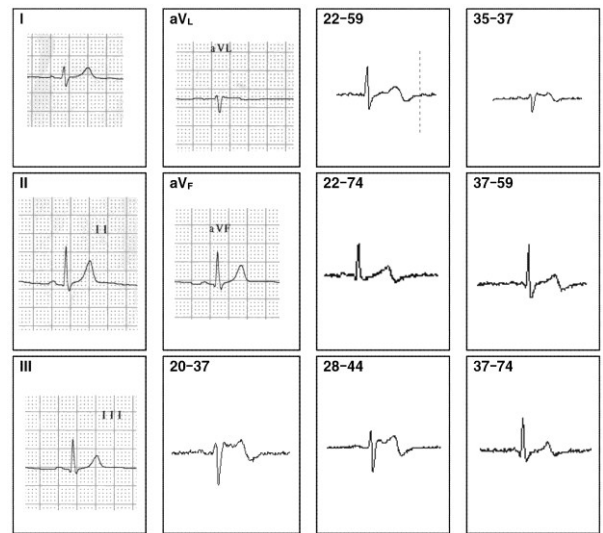 I
aVL
aVL
22-59
35-37
II
I I
aVF
aVF
22-74
37-59
III
I I I
20-37
28-44
37-74